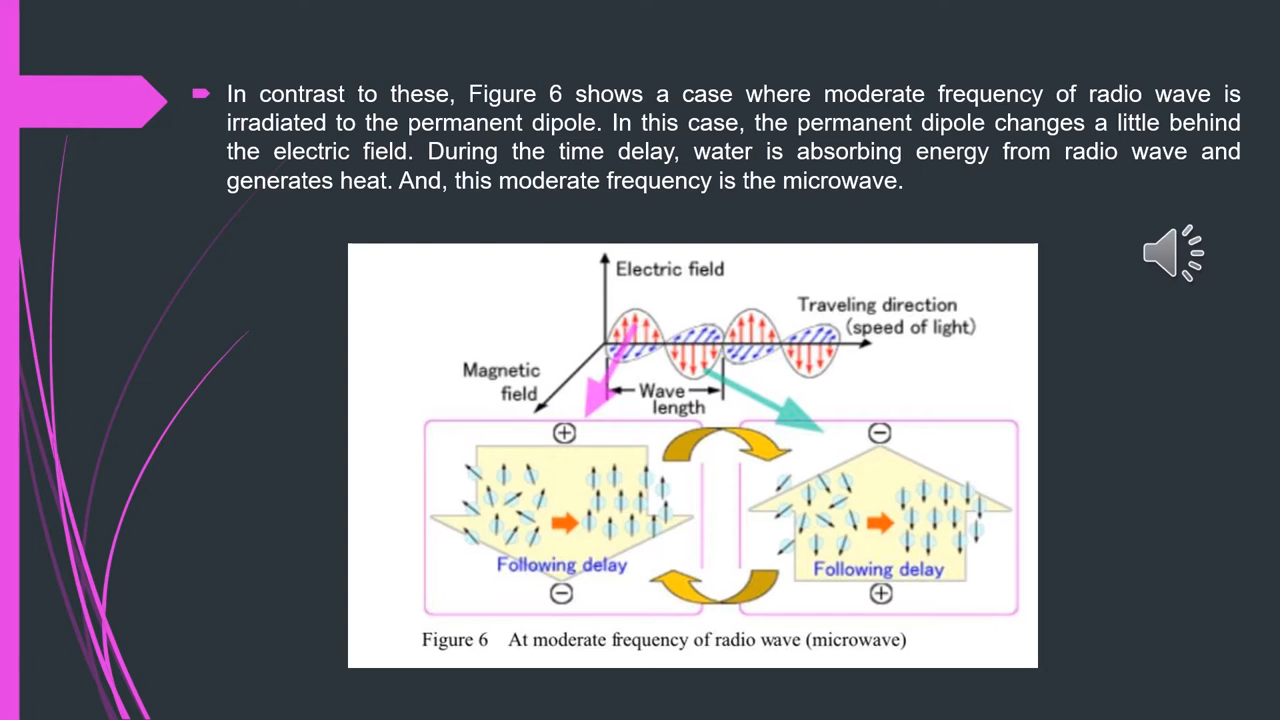 In contrast to these, Figure 6 shows a case where moderate frequency of radio wave is
irradiated to the permanent dipole. In this case, the permanent dipole changes a little behind
the electric field. During the time delay, water is absorbing energy from radio wave and
generates heat. And, this moderate frequency is the microwave.
Electric field
Traveling direction
(speed of light)
Magnetic
field
Wave
length
+
−
Following delay
Following delay
−
+
Figure 6 At moderate frequency of radio wave (microwave)